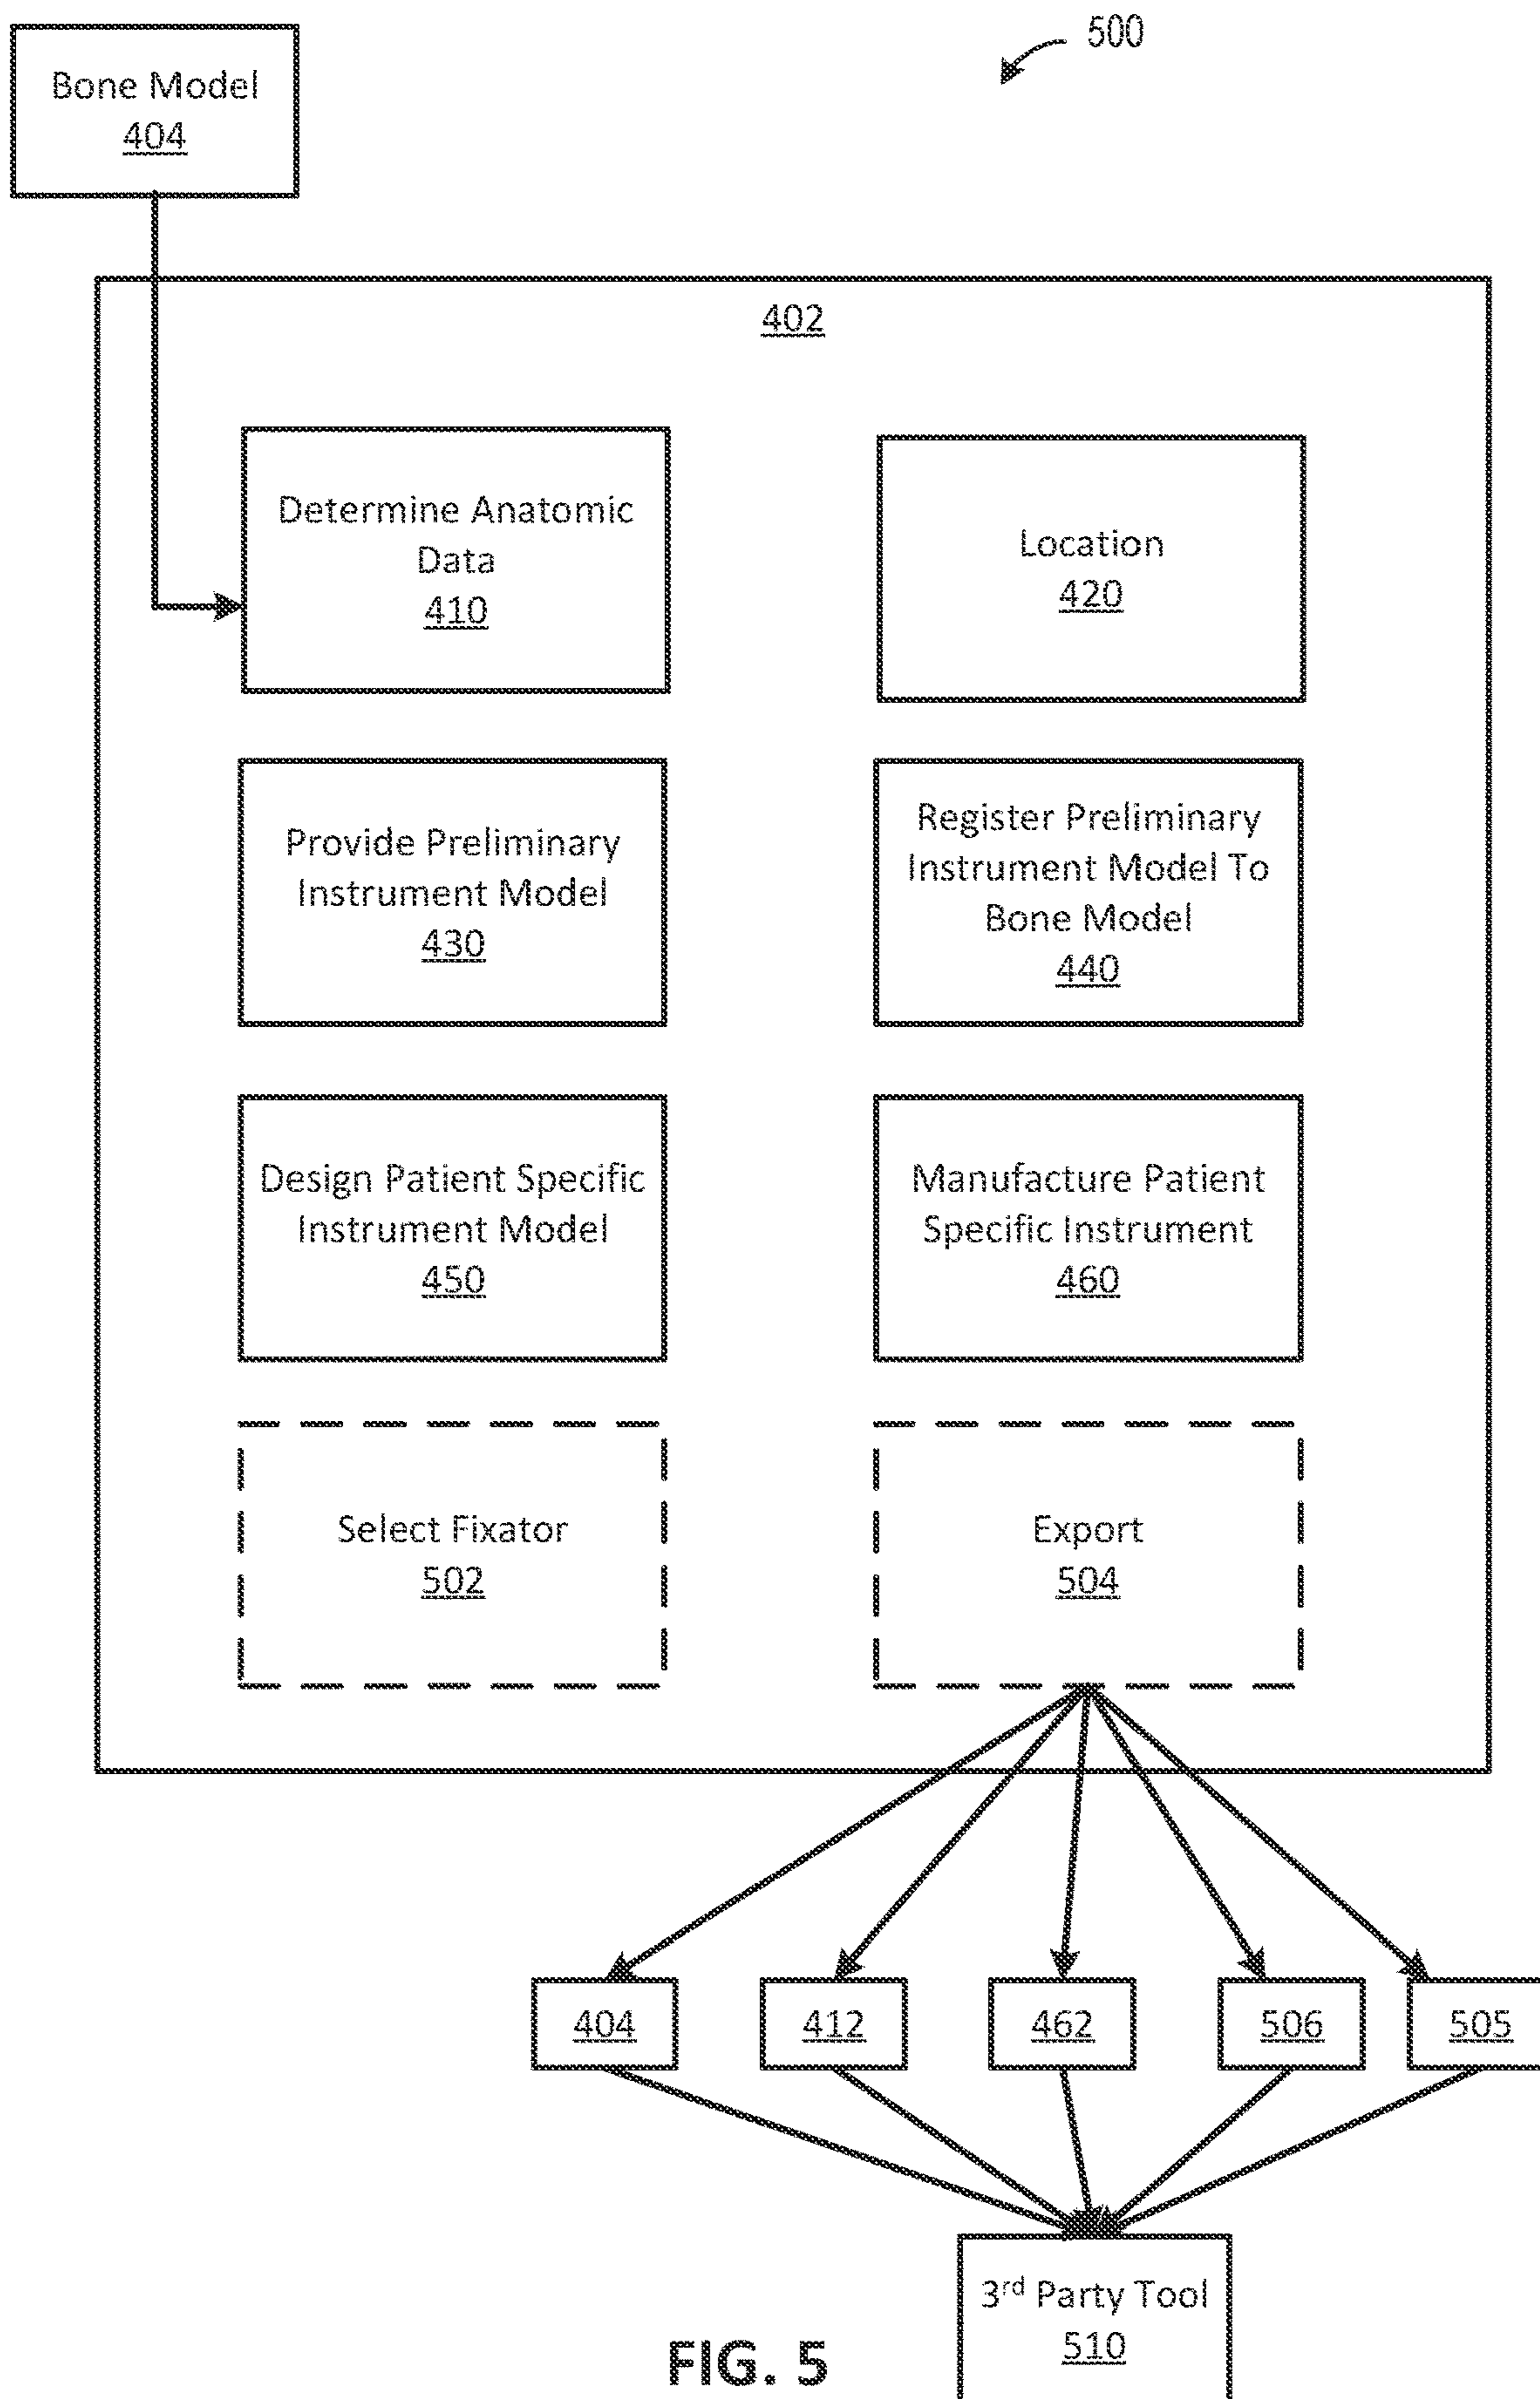 500
Bone Model
404
402
Determine Anatomic
Data
410
Location
420
Provide Preliminary
Instrument Model
430
Register Preliminary
Instrument Model To
Bone Model
440
Design Patient Specific
Instrument Model
450
Manufacture Patient
Specific Instrument
460
Select Fixator
502
Export
504
404
412
462
506
505
3rd Party Tool
510
FIG. 5